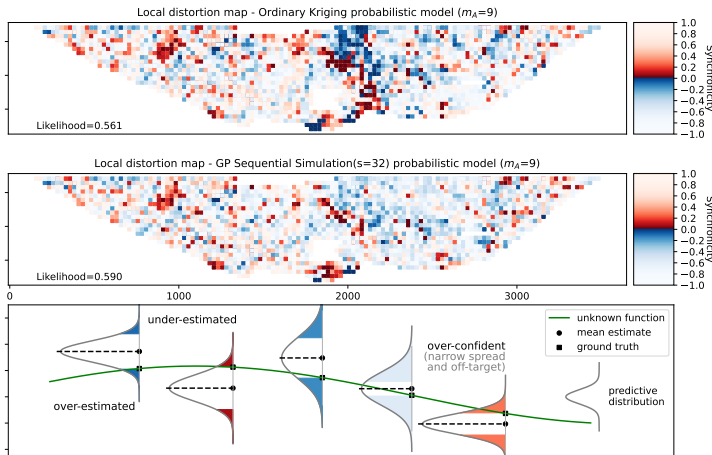 Local distortion map - Ordinary Kriging probabilistic model (m_A=9)
1.0
0.8
0.6
0.4
0.2
0.0
−0.2
−0.4
−0.6
−0.8
−1.0
Synchronicity
Likelihood=0.561
Local distortion map - GP Sequential Simulation(s=32) probabilistic model (m_A=9)
1.0
0.8
0.6
0.4
0.2
0.0
−0.2
−0.4
−0.6
−0.8
−1.0
Synchronicity
Likelihood=0.590
0 1000 2000 3000
under-estimated
over-estimated
over-confident
(narrow spread
and off-target)
unknown function
mean estimate
ground truth
predictive
distribution